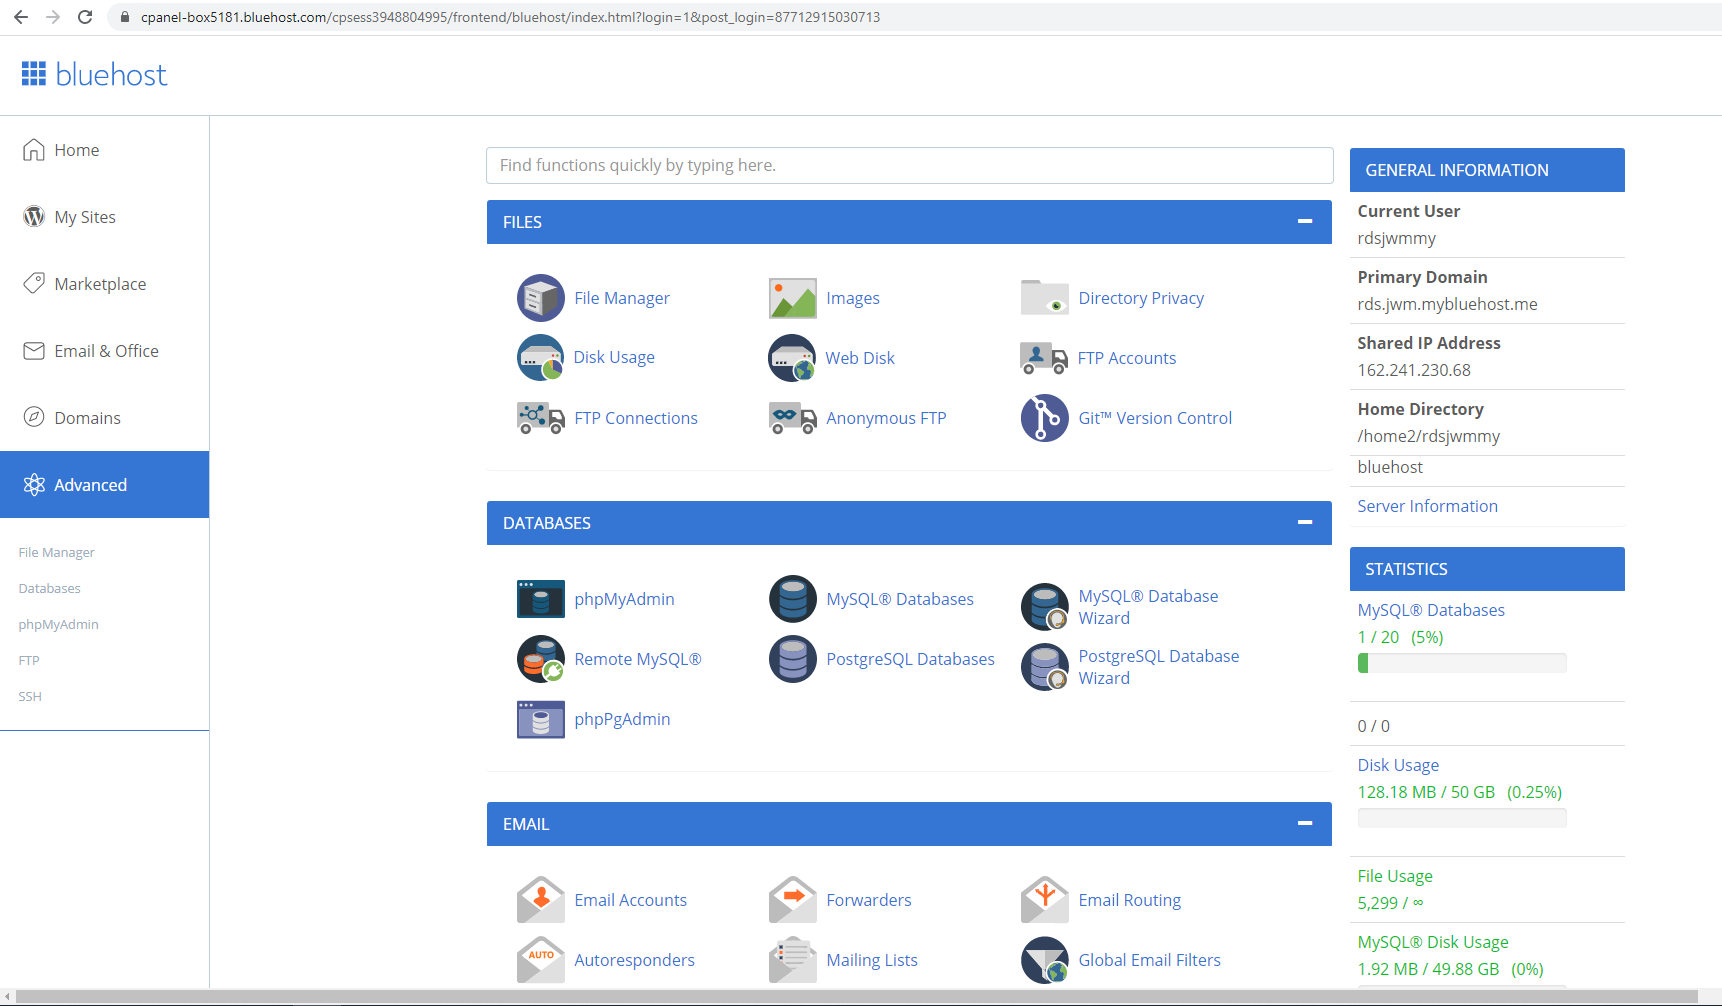 cpanel-box5181.bluehost.com/cpsess3948804995/frontend/bluehost/index.html?login=1&post_login=87712915030713
bluehost
Home
My Sites
Marketplace
Email & Office
Domains
Advanced
File Manager
Databases
phpMyAdmin
FTP
SSH
Find functions quickly by typing here.
FILES
File Manager
Images
Directory Privacy
Disk Usage
Web Disk
FTP Accounts
FTP Connections
Anonymous FTP
Git™ Version Control
DATABASES
phpMyAdmin
MySQL® Databases
MySQL® Database
Wizard
Remote MySQL®
PostgreSQL Databases
PostgreSQL Database
Wizard
phpPgAdmin
EMAIL
Email Accounts
Forwarders
Email Routing
AUTO
Autoresponders
Mailing Lists
Global Email Filters
GENERAL INFORMATION
Current User
rdsjwmmy
Primary Domain
rds.jwm.mybluehost.me
Shared IP Address
162.241.230.68
Home Directory
/home2/rdsjwmmy
bluehost
Server Information
STATISTICS
MySQL® Databases
1 / 20 (5%)
0 / 0
Disk Usage
128.18 MB / 50 GB (0.25%)
File Usage
5,299 / ∞
MySQL® Disk Usage
1.92 MB / 49.88 GB (0%)